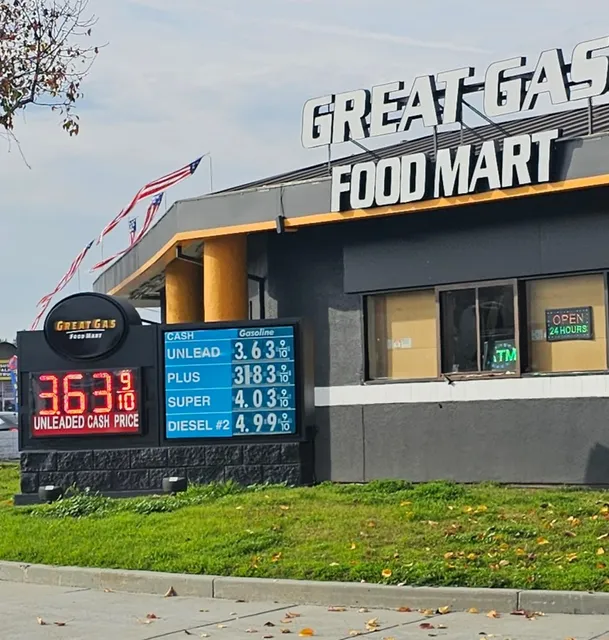 GREAT GAS
FOOD MART
OPEN
24 HOURS
ATM
GREAT GAS
FOOD MART
3.63 9/10
UNLEADED CASH PRICE
CASH Gasoline
UNLEAD 3.63 9/10
PLUS 3.83 9/10
SUPER 4.03 9/10
DIESEL #2 4.99 9/10